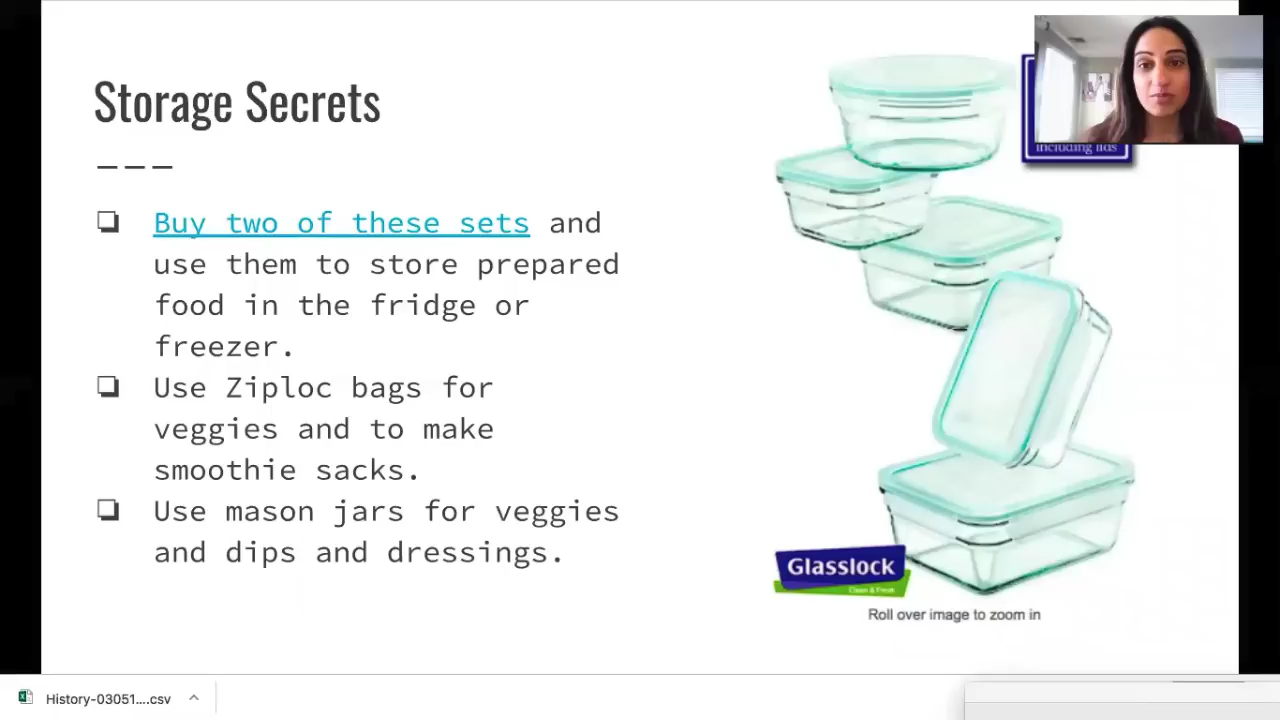 Storage Secrets
Buy two of these sets and
use them to store prepared
food in the fridge or
freezer.
Use Ziploc bags for
veggies and to make
smoothie sacks.
Use mason jars for veggies
and dips and dressings.
including lids
Glasslock
Clean & Fresh
Roll over image to zoom in
History-03051....csv